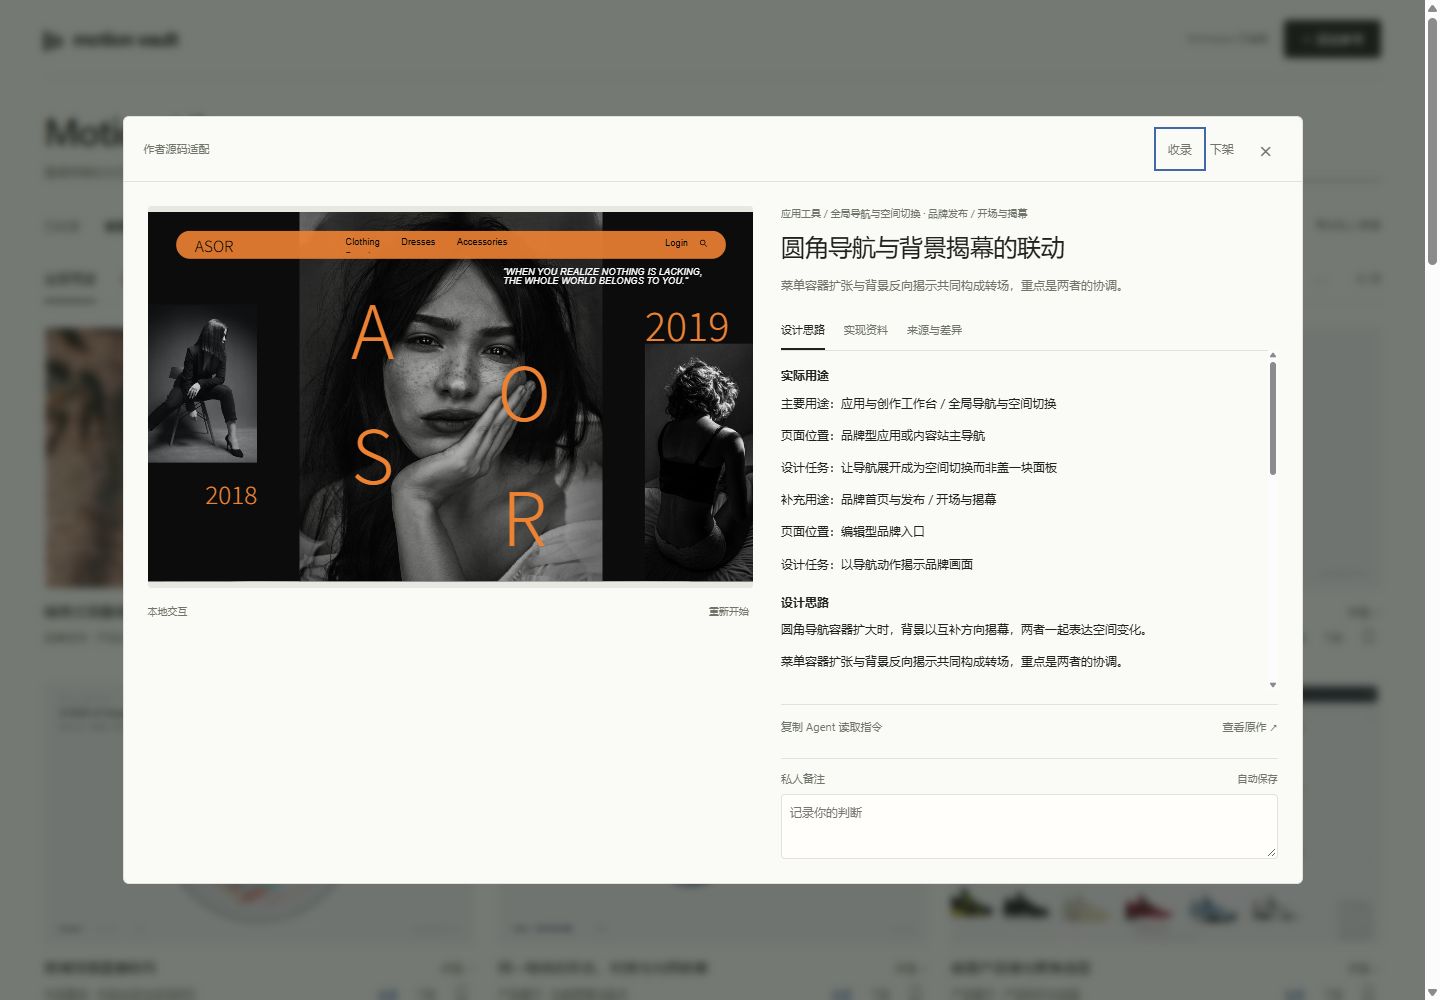 motion vault
作者源码适配
收录
下架
×
ASOR
Clothing
Dresses
Accessories
Login
"WHEN YOU REALIZE NOTHING IS LACKING,
THE WHOLE WORLD BELONGS TO YOU."
A
O
S
R
2019
2018
本地交互
重新开始
应用工具 / 全局导航与空间切换 · 品牌发布 / 开场与揭幕
圆角导航与背景揭幕的联动
菜单容器扩张与背景反向揭示共同构成转场，重点是两者的协调。
设计思路
实现资料
来源与差异
实际用途
主要用途：应用与创作工作台 / 全局导航与空间切换
页面位置：品牌型应用或内容站主导航
设计任务：让导航展开成为空间切换而非盖一块面板
补充用途：品牌首页与发布 / 开场与揭幕
页面位置：编辑型品牌入口
设计任务：以导航动作揭示品牌画面
设计思路
圆角导航容器扩大时，背景以互补方向揭幕，两者一起表达空间变化。
菜单容器扩张与背景反向揭示共同构成转场，重点是两者的协调。
复制 Agent 读取指令
查看原作 ↗
私人备注
自动保存
记录你的判断